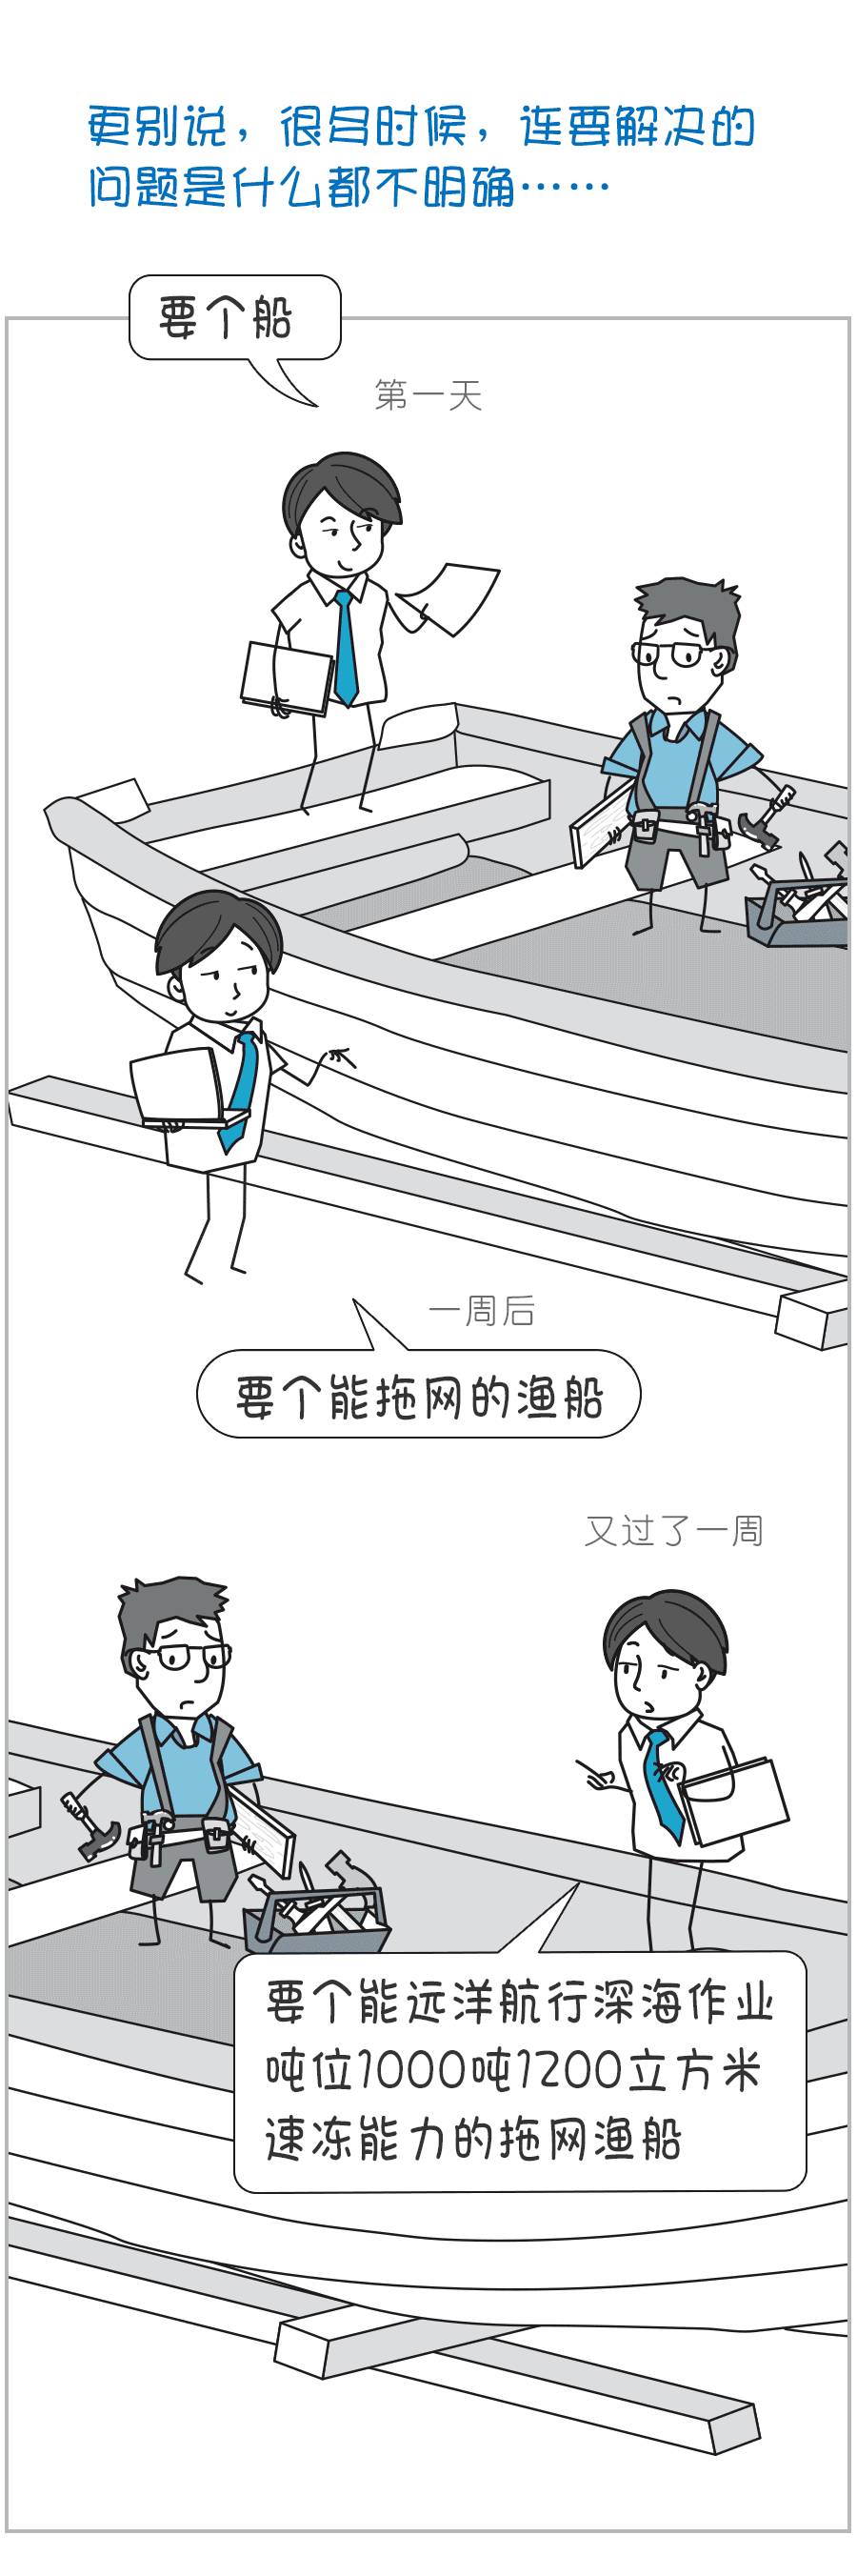 更别说，很多时候，连要解决的
问题是什么都不明确……
要个船
第一天
一周后
要个能拖网的渔船
又过了一周
要个能远洋航行深海作业
吨位1000吨1200立方米
速冻能力的拖网渔船